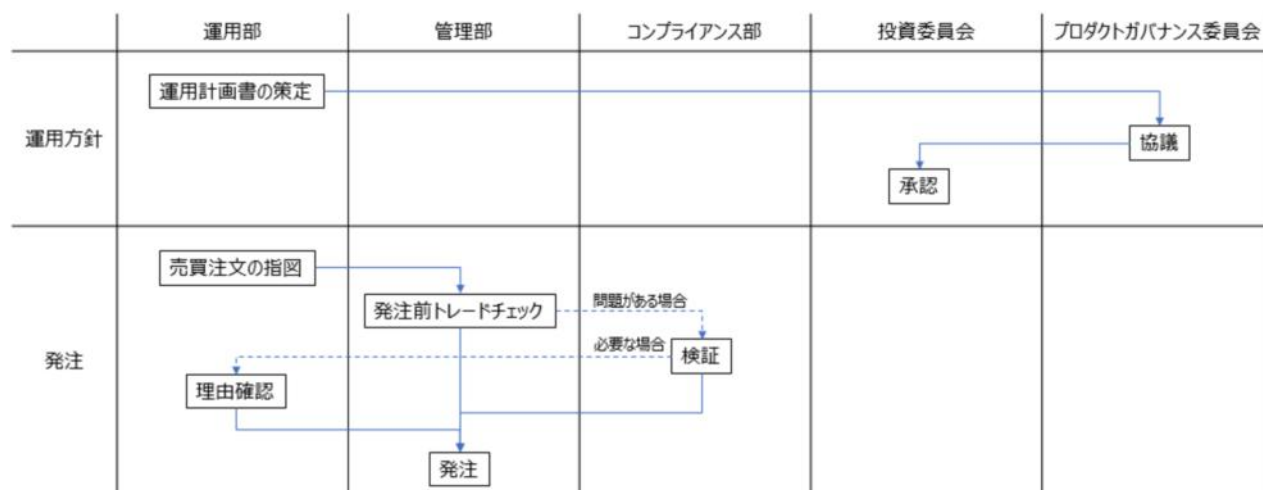 運用部
管理部
コンプライアンス部
投資委員会
プロダクトガバナンス委員会
運用方針
運用計画書の策定
協議
承認
発注
売買注文の指図
発注前トレードチェック
問題がある場合
必要な場合
検証
理由確認
発注